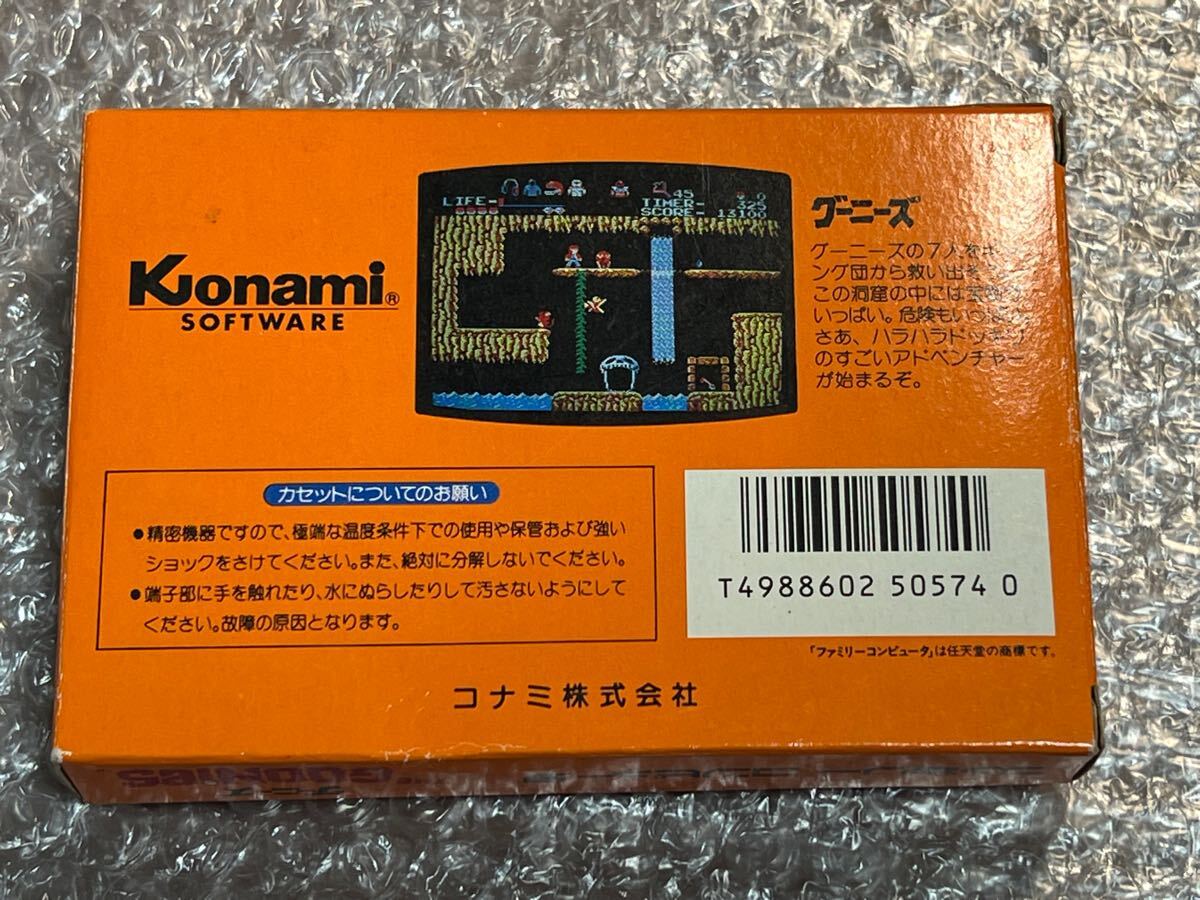 Konami®
SOFTWARE
LIFE-
45
TIMER- 325
SCORE- 13100
グーニーズ
グーニーズの7人を
ング団から救い出
この洞窟の中には
いっぱい。危険も
さあ、ハラハラド
のすごいアドベンチャー
が始まるぞ。
カセットについてのお願い
●精密機器ですので、極端な温度条件下での使用や保管および強い
ショックをさけてください。また、絶対に分解しないでください。
●端子部に手を触れたり、水にぬらしたりして汚さないようにして
ください。故障の原因となります。
T4988602 50574 0
「ファミリーコンピュータ」は任天堂の商標です。
コナミ株式会社